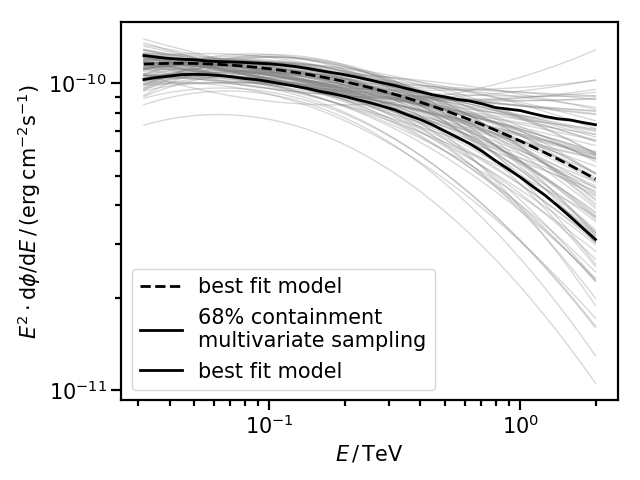 10⁻¹⁰
10⁻¹¹
E² · dϕ/dE / (erg cm⁻² s⁻¹)
best fit model
68% containment
multivariate sampling
best fit model
10⁻¹
10⁰
E / TeV